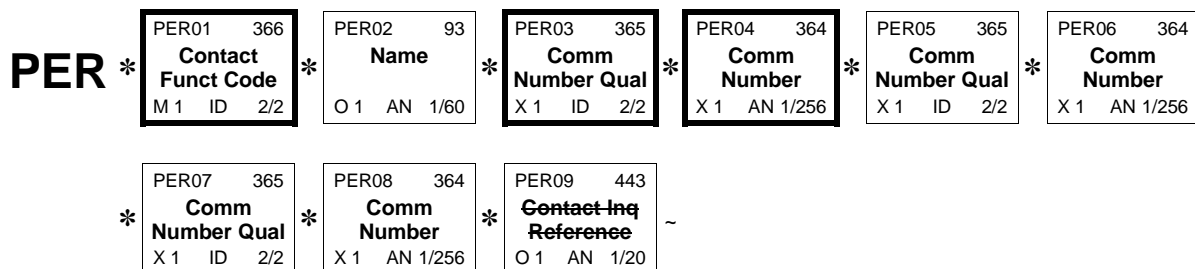 PER01 366 PER02 93 PER03 365 PER04 364 PER05 365 PER06 364
PER * Contact * Name * Comm * Comm * Comm * Comm
Funct Code Number Qual Number Number Qual Number
M 1 ID 2/2 O 1 AN 1/60 X 1 ID 2/2 X 1 AN 1/256 X 1 ID 2/2 X 1 AN 1/256
PER07 365 PER08 364 PER09 443
* Comm * Comm * Contact Inq ~
Number Qual Number Reference
X 1 ID 2/2 X 1 AN 1/256 O 1 AN 1/20